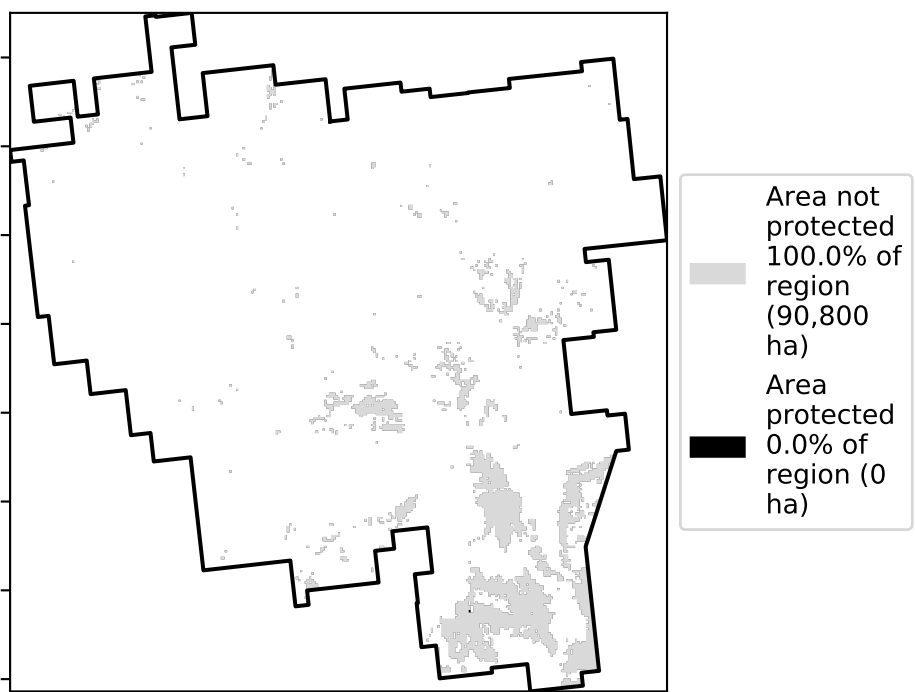 Area not
protected
100.0% of
region
(90,800
ha)
Area
protected
0.0% of
region (0
ha)